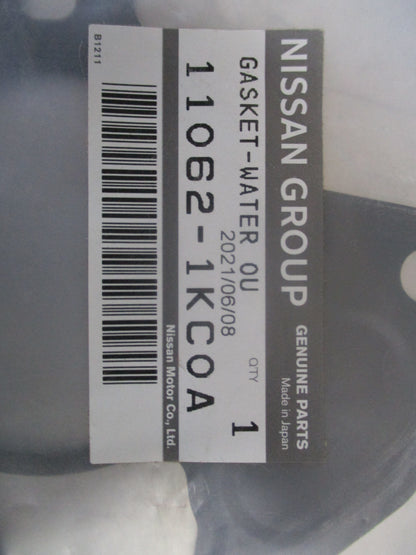 NISSAN GROUP GENUINE PARTS
Made in Japan
GASKET-WATER OU QTY 1
2021/06/08
11062-1KC0A
Nissan Motor Co., Ltd.
B1211